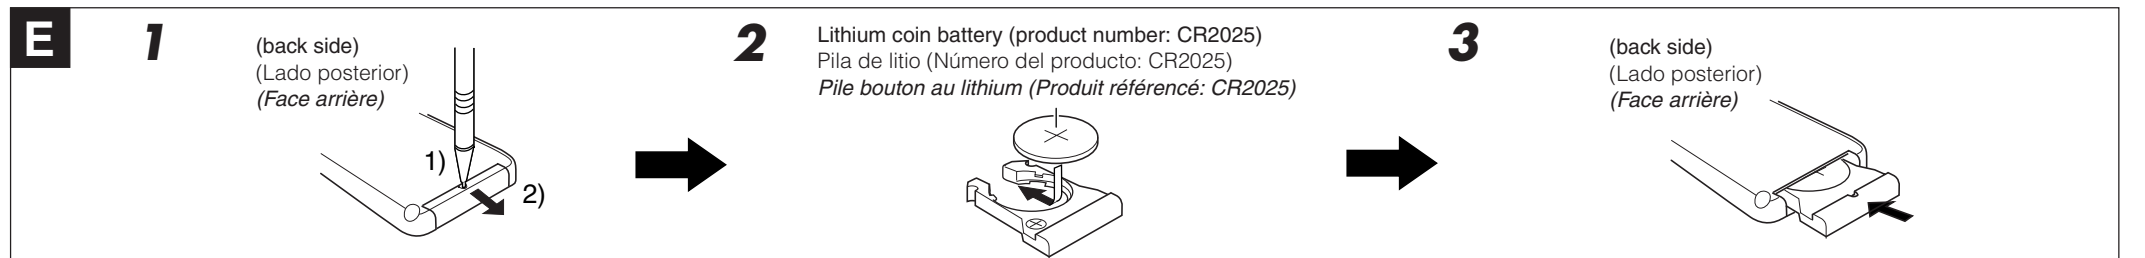 E
1
(back side)
(Lado posterior)
(Face arrière)
1)
2)
2
Lithium coin battery (product number: CR2025)
Pila de litio (Número del producto: CR2025)
Pile bouton au lithium (Produit référencé: CR2025)
3
(back side)
(Lado posterior)
(Face arrière)